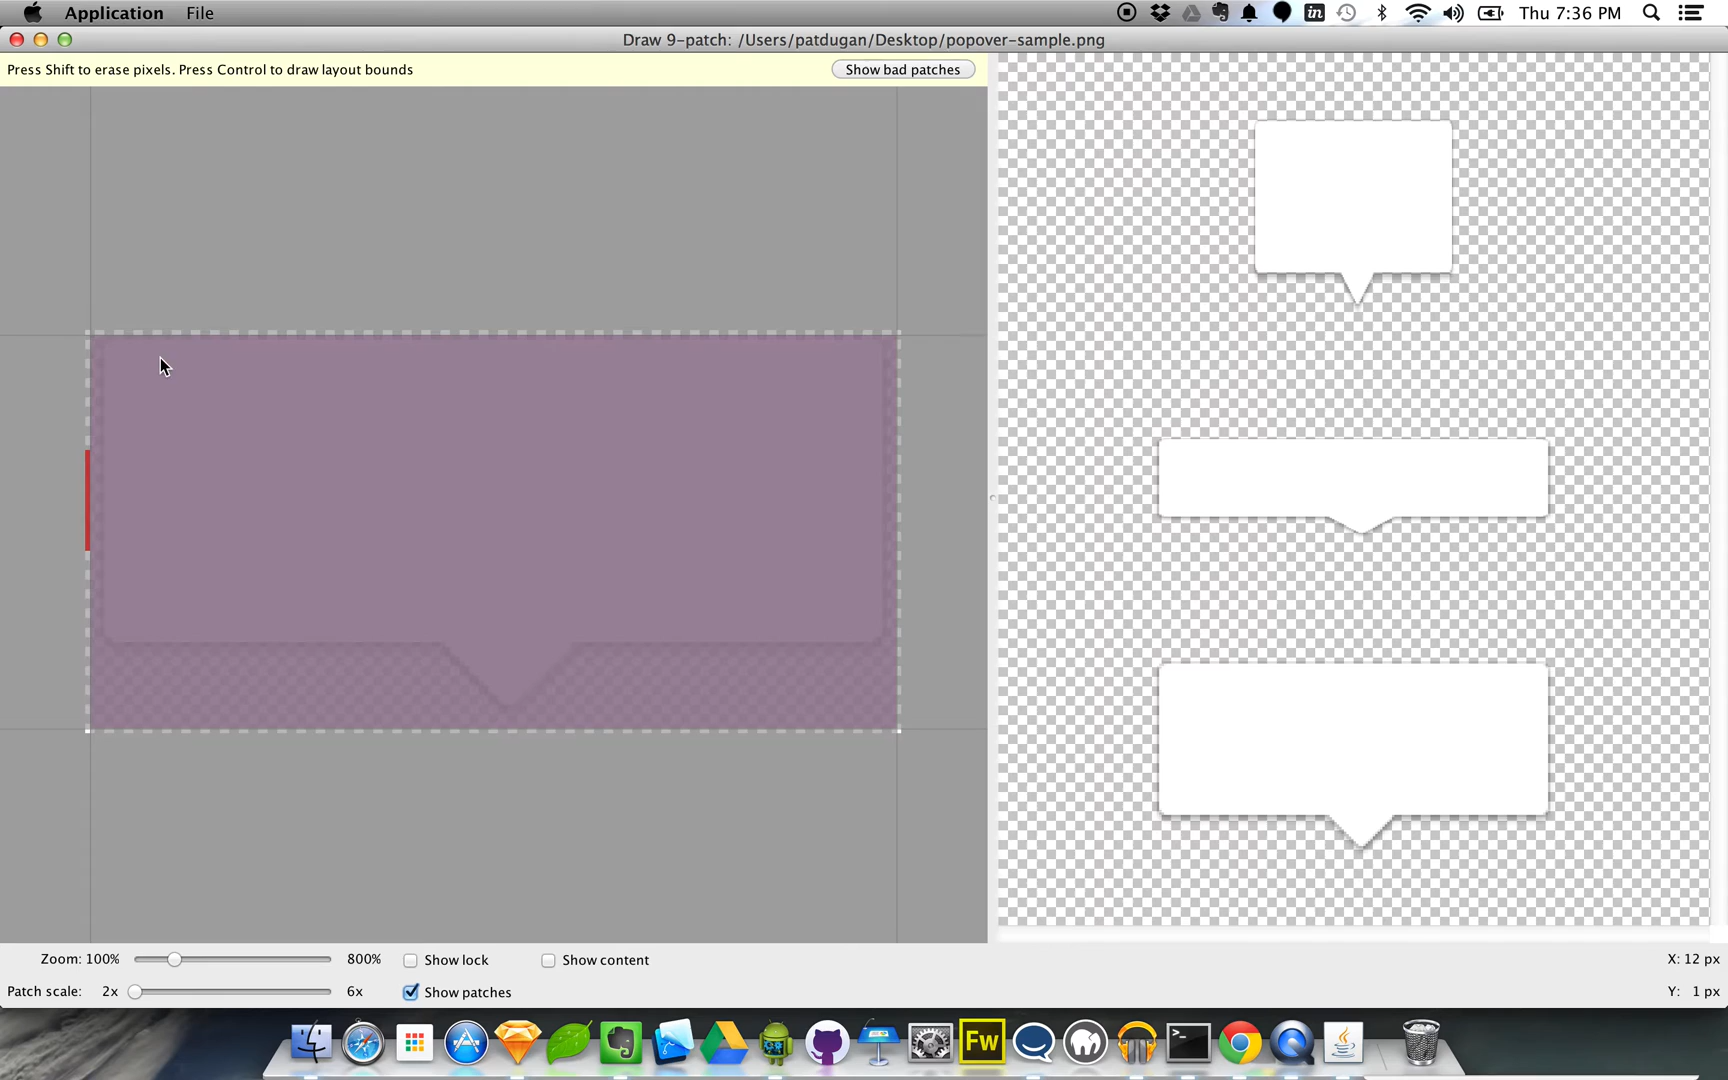 Application File
Thu 7:36 PM
Draw 9-patch: /Users/patdugan/Desktop/popover-sample.png
Press Shift to erase pixels. Press Control to draw layout bounds
Show bad patches
Zoom: 100% 800% Show lock Show content
X: 12 px
Patch scale: 2x 6x Show patches
Y: 1 px
in
Fw
>_